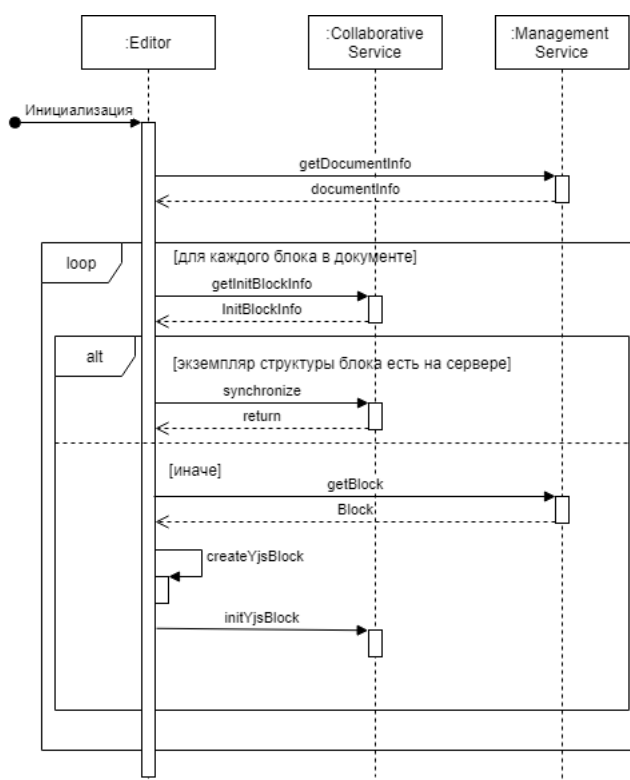 :Editor
:Collaborative
Service
:Management
Service
Инициализация
getDocumentInfo
documentInfo
loop
[для каждого блока в документе]
getInitBlockInfo
InitBlockInfo
alt
[экземпляр структуры блока есть на сервере]
synchronize
return
[иначе]
getBlock
Block
createYjsBlock
initYjsBlock